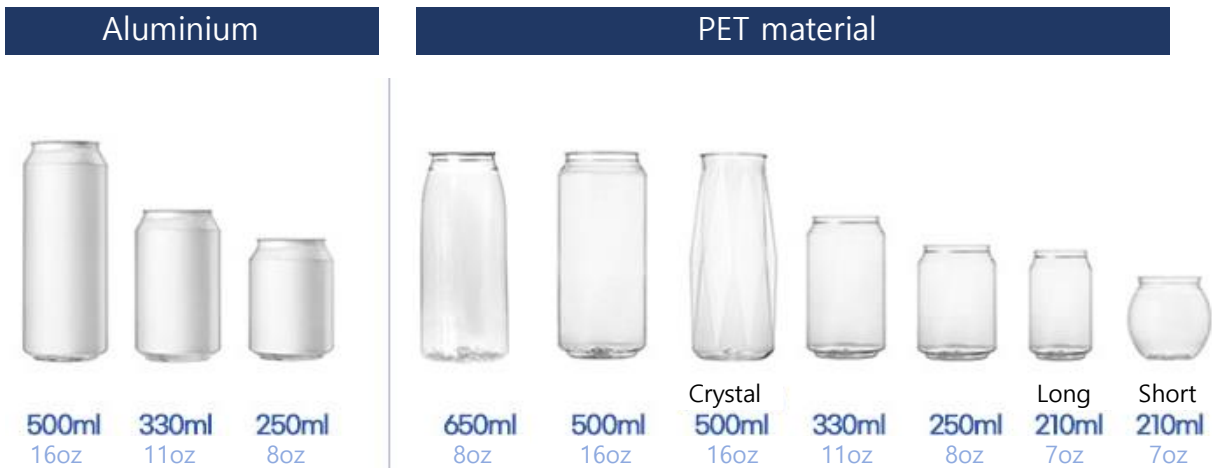 Aluminium
PET material
Crystal
Long
Short
500ml
330ml
250ml
650ml
500ml
500ml
330ml
250ml
210ml
210ml
16oz
11oz
8oz
8oz
16oz
16oz
11oz
8oz
7oz
7oz